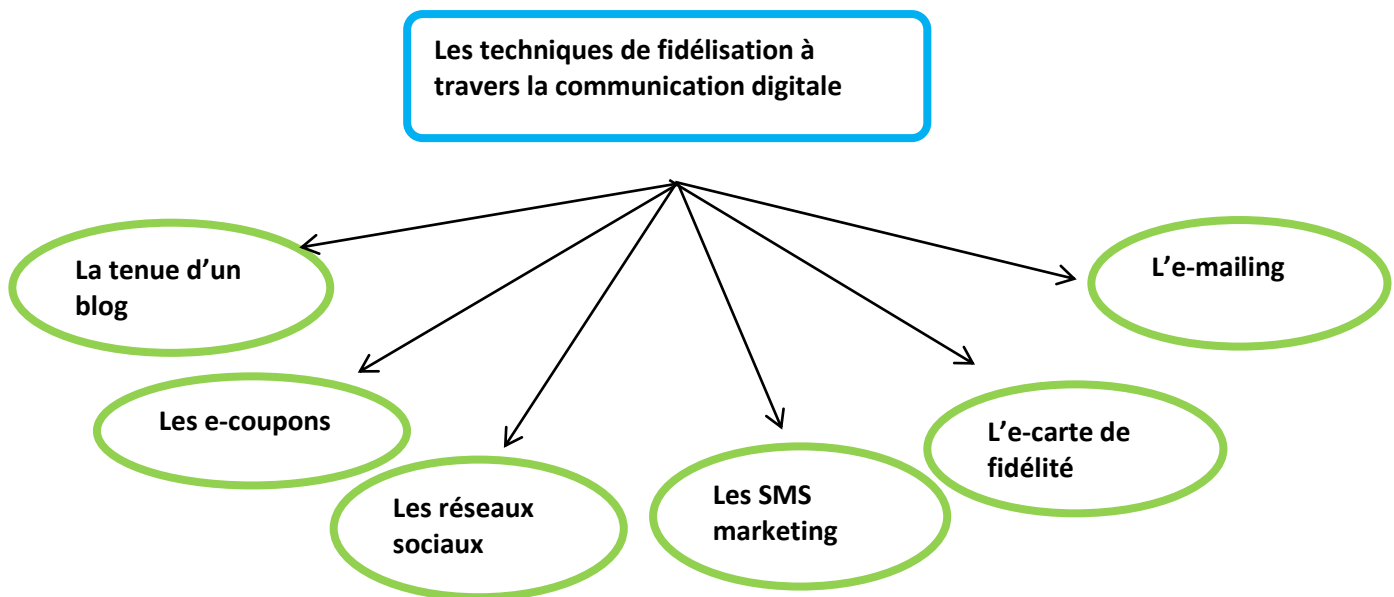 Les techniques de fidélisation à
travers la communication digitale
La tenue d’un
blog
L’e-mailing
Les e-coupons
L’e-carte de
fidélité
Les réseaux
sociaux
Les SMS
marketing